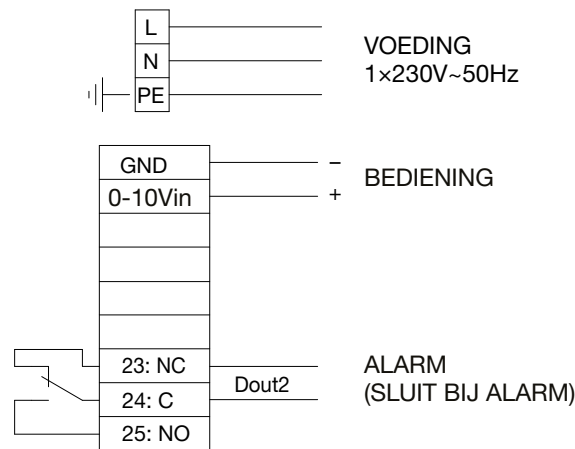 L
N
PE
VOEDING
1×230V~50Hz
GND
–
0-10Vin
+
BEDIENING
23: NC
24: C
25: NO
Dout2
ALARM
(SLUIT BIJ ALARM)